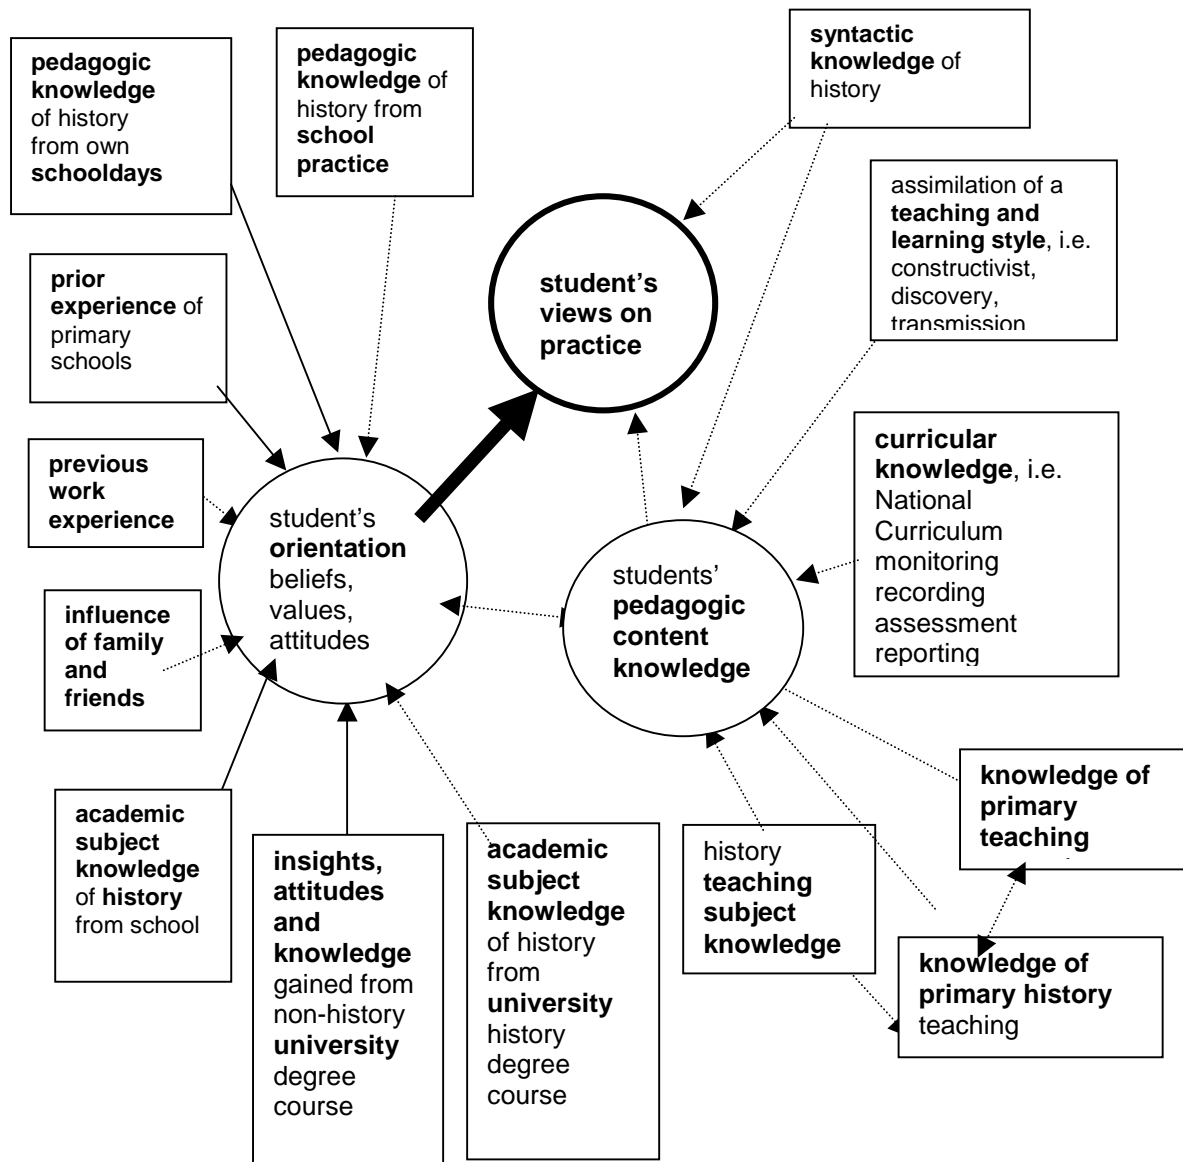 pedagogic
knowledge
of history
from own
schooldays
pedagogic
knowledge of
history from
school
practice
syntactic
knowledge of
history
assimilation of a
teaching and
learning style, i.e.
constructivist,
discovery,
transmission
prior
experience of
primary
schools
student’s
views on
practice
previous
work
experience
student’s
orientation
beliefs,
values,
attitudes
students’
pedagogic
content
knowledge
curricular
knowledge, i.e.
National
Curriculum
monitoring
recording
assessment
reporting
influence
of family
and
friends
academic
subject
knowledge
of history
from school
insights,
attitudes
and
knowledge
gained from
non-history
university
degree
course
academic
subject
knowledge
of history
from
university
history
degree
course
history
teaching
subject
knowledge
knowledge of
primary
teaching
knowledge of
primary history
teaching